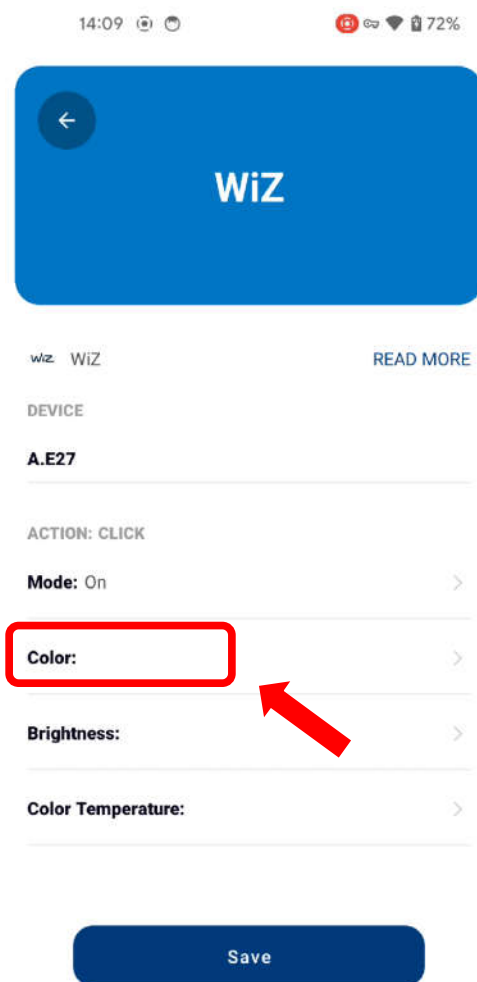 14:09 72%
WiZ
WiZ WiZ READ MORE
DEVICE
A.E27
ACTION: CLICK
Mode: On
Color:
Brightness:
Color Temperature:
Save